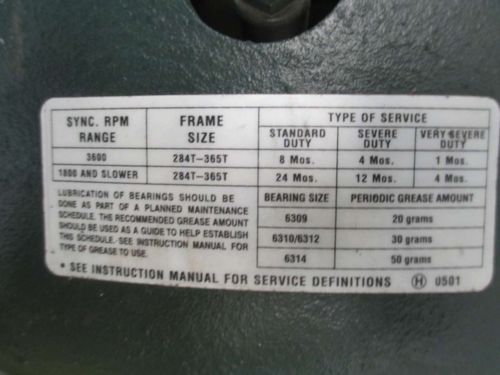 SYNC. RPM RANGE FRAME SIZE TYPE OF SERVICE
STANDARD DUTY SEVERE DUTY VERY SEVERE DUTY
3600 284T-365T 8 Mos. 4 Mos. 1 Mo.
1800 AND SLOWER 284T-365T 24 Mos. 12 Mos. 4 Mos.
LUBRICATION OF BEARINGS SHOULD BE
DONE AS PART OF A PLANNED MAINTENANCE
SCHEDULE. THE RECOMMENDED GREASE AMOUNT
SHOULD BE USED AS A GUIDE TO HELP ESTABLISH
THIS SCHEDULE. SEE INSTRUCTION MANUAL FOR
TYPE OF GREASE TO USE.
BEARING SIZE PERIODIC GREASE AMOUNT
6309 20 grams
6310/6312 30 grams
6314 50 grams
• SEE INSTRUCTION MANUAL FOR SERVICE DEFINITIONS Ⓗ 0501